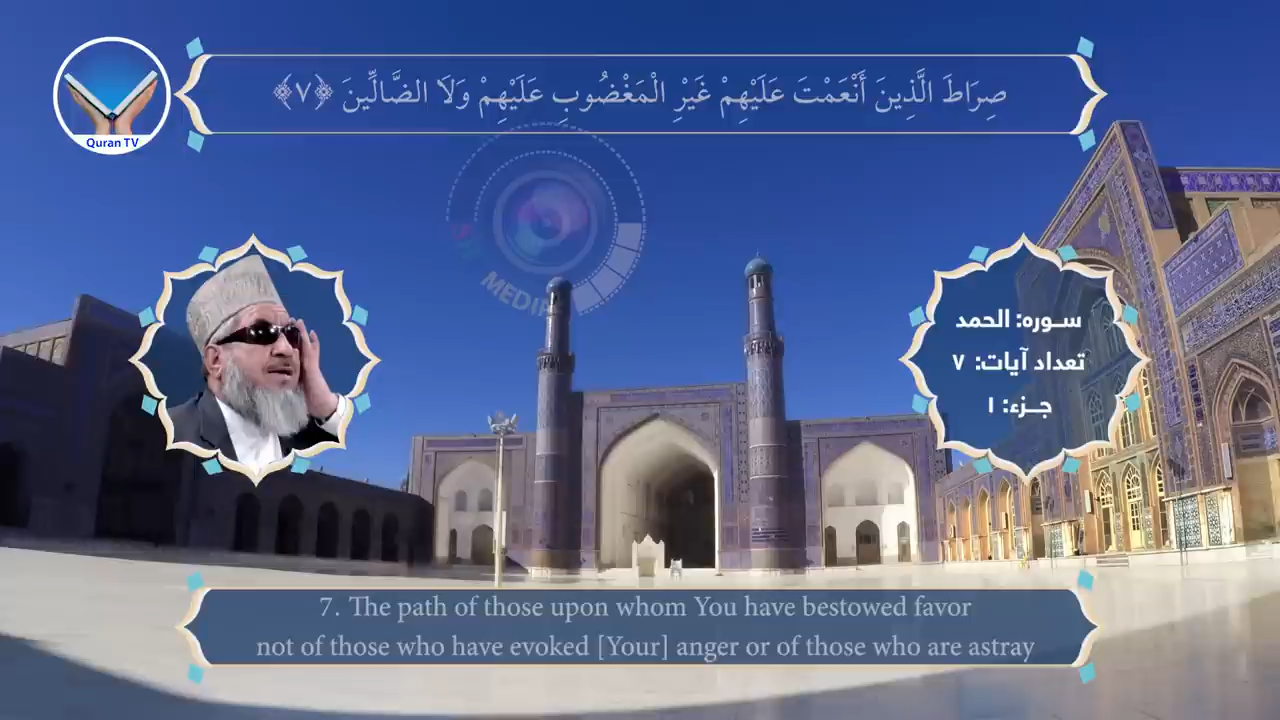 صِرَاطَ الَّذِينَ أَنْعَمْتَ عَلَيْهِمْ غَيْرِ الْمَغْضُوبِ عَلَيْهِمْ وَلاَ الضَّالِّينَ ﴿٧﴾
Quran TV
MEDIA
سوره: الحمد
تعداد آیات: ۷
جزء: ۱
7. The path of those upon whom You have bestowed favor
not of those who have evoked [Your] anger or of those who are astray